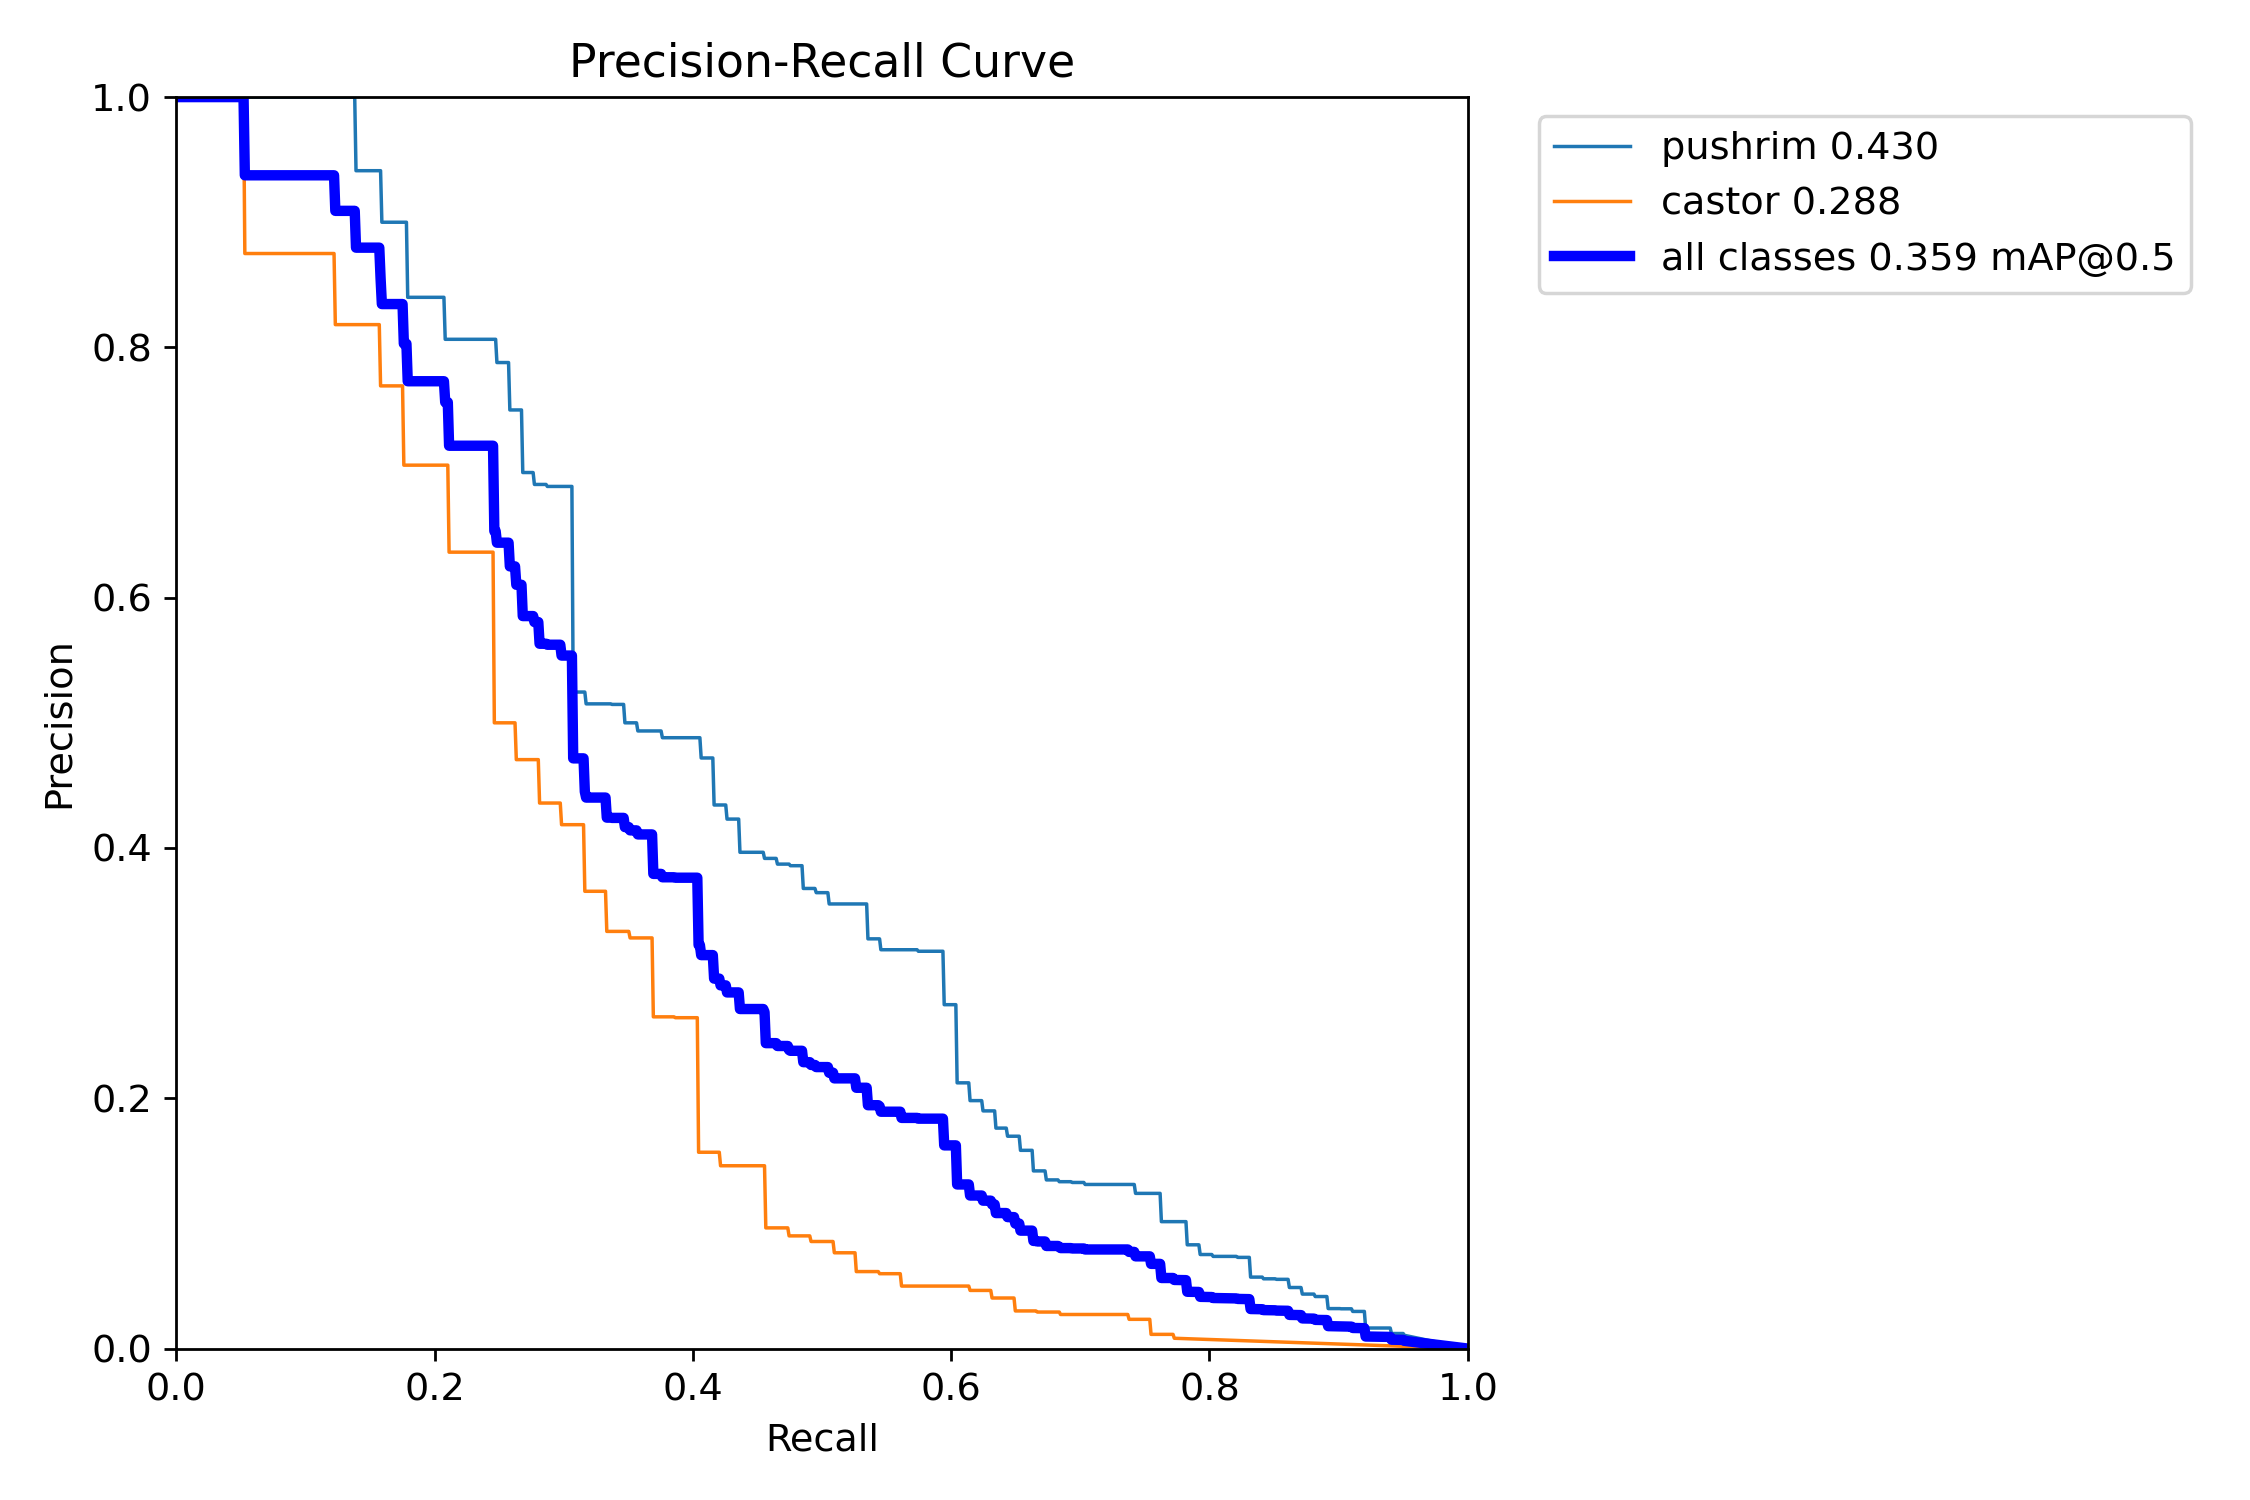 Precision-Recall Curve
pushrim 0.430
castor 0.288
all classes 0.359 mAP@0.5
Precision
1.0
0.8
0.6
0.4
0.2
0.0
0.0 0.2 0.4 0.6 0.8 1.0
Recall